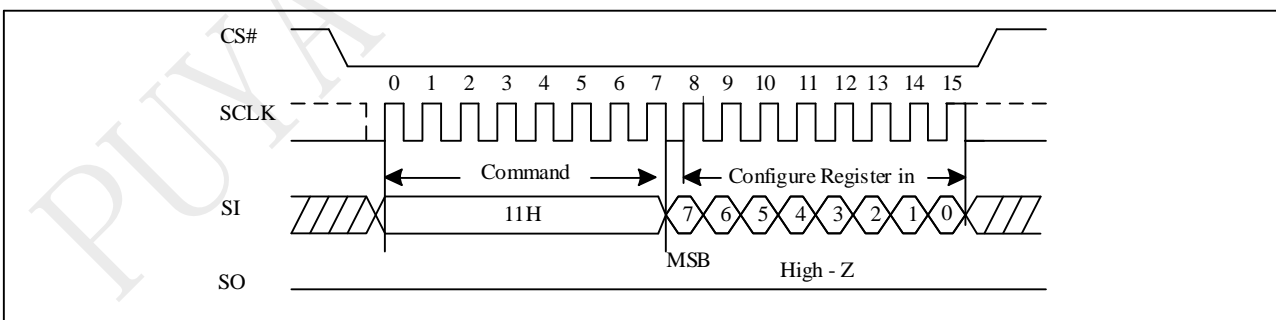 PUYA
CS#
0 1 2 3 4 5 6 7 8 9 10 11 12 13 14 15
SCLK
Command Configure Register in
SI 11H 7 6 5 4 3 2 1 0
MSB High - Z
SO